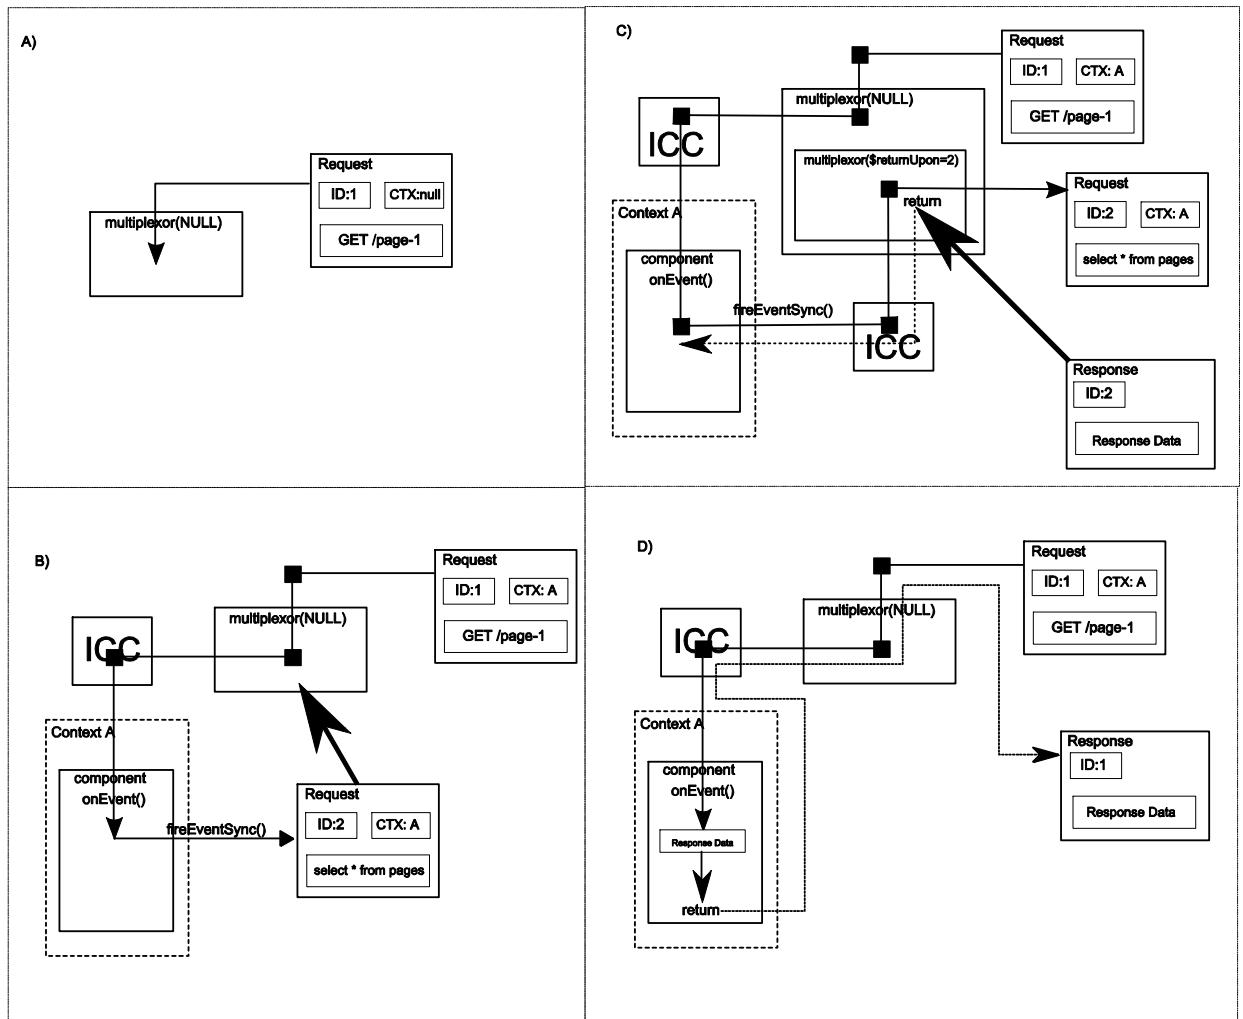 A)
Request
ID:1
CTX:null
GET /page-1
multiplexor(NULL)
C)
Request
ID:1
CTX: A
GET /page-1
multiplexor(NULL)
ICC
multiplexor($returnUpon=2)
return
Request
ID:2
CTX: A
select * from pages
Context A
component
onEvent()
fireEventSync()
ICC
Response
ID:2
Response Data
B)
Request
ID:1
CTX: A
GET /page-1
multiplexor(NULL)
ICC
Context A
component
onEvent()
fireEventSync()
Request
ID:2
CTX: A
select * from pages
D)
Request
ID:1
CTX: A
GET /page-1
multiplexor(NULL)
ICC
Context A
component
onEvent()
Response Data
return
Response
ID:1
Response Data